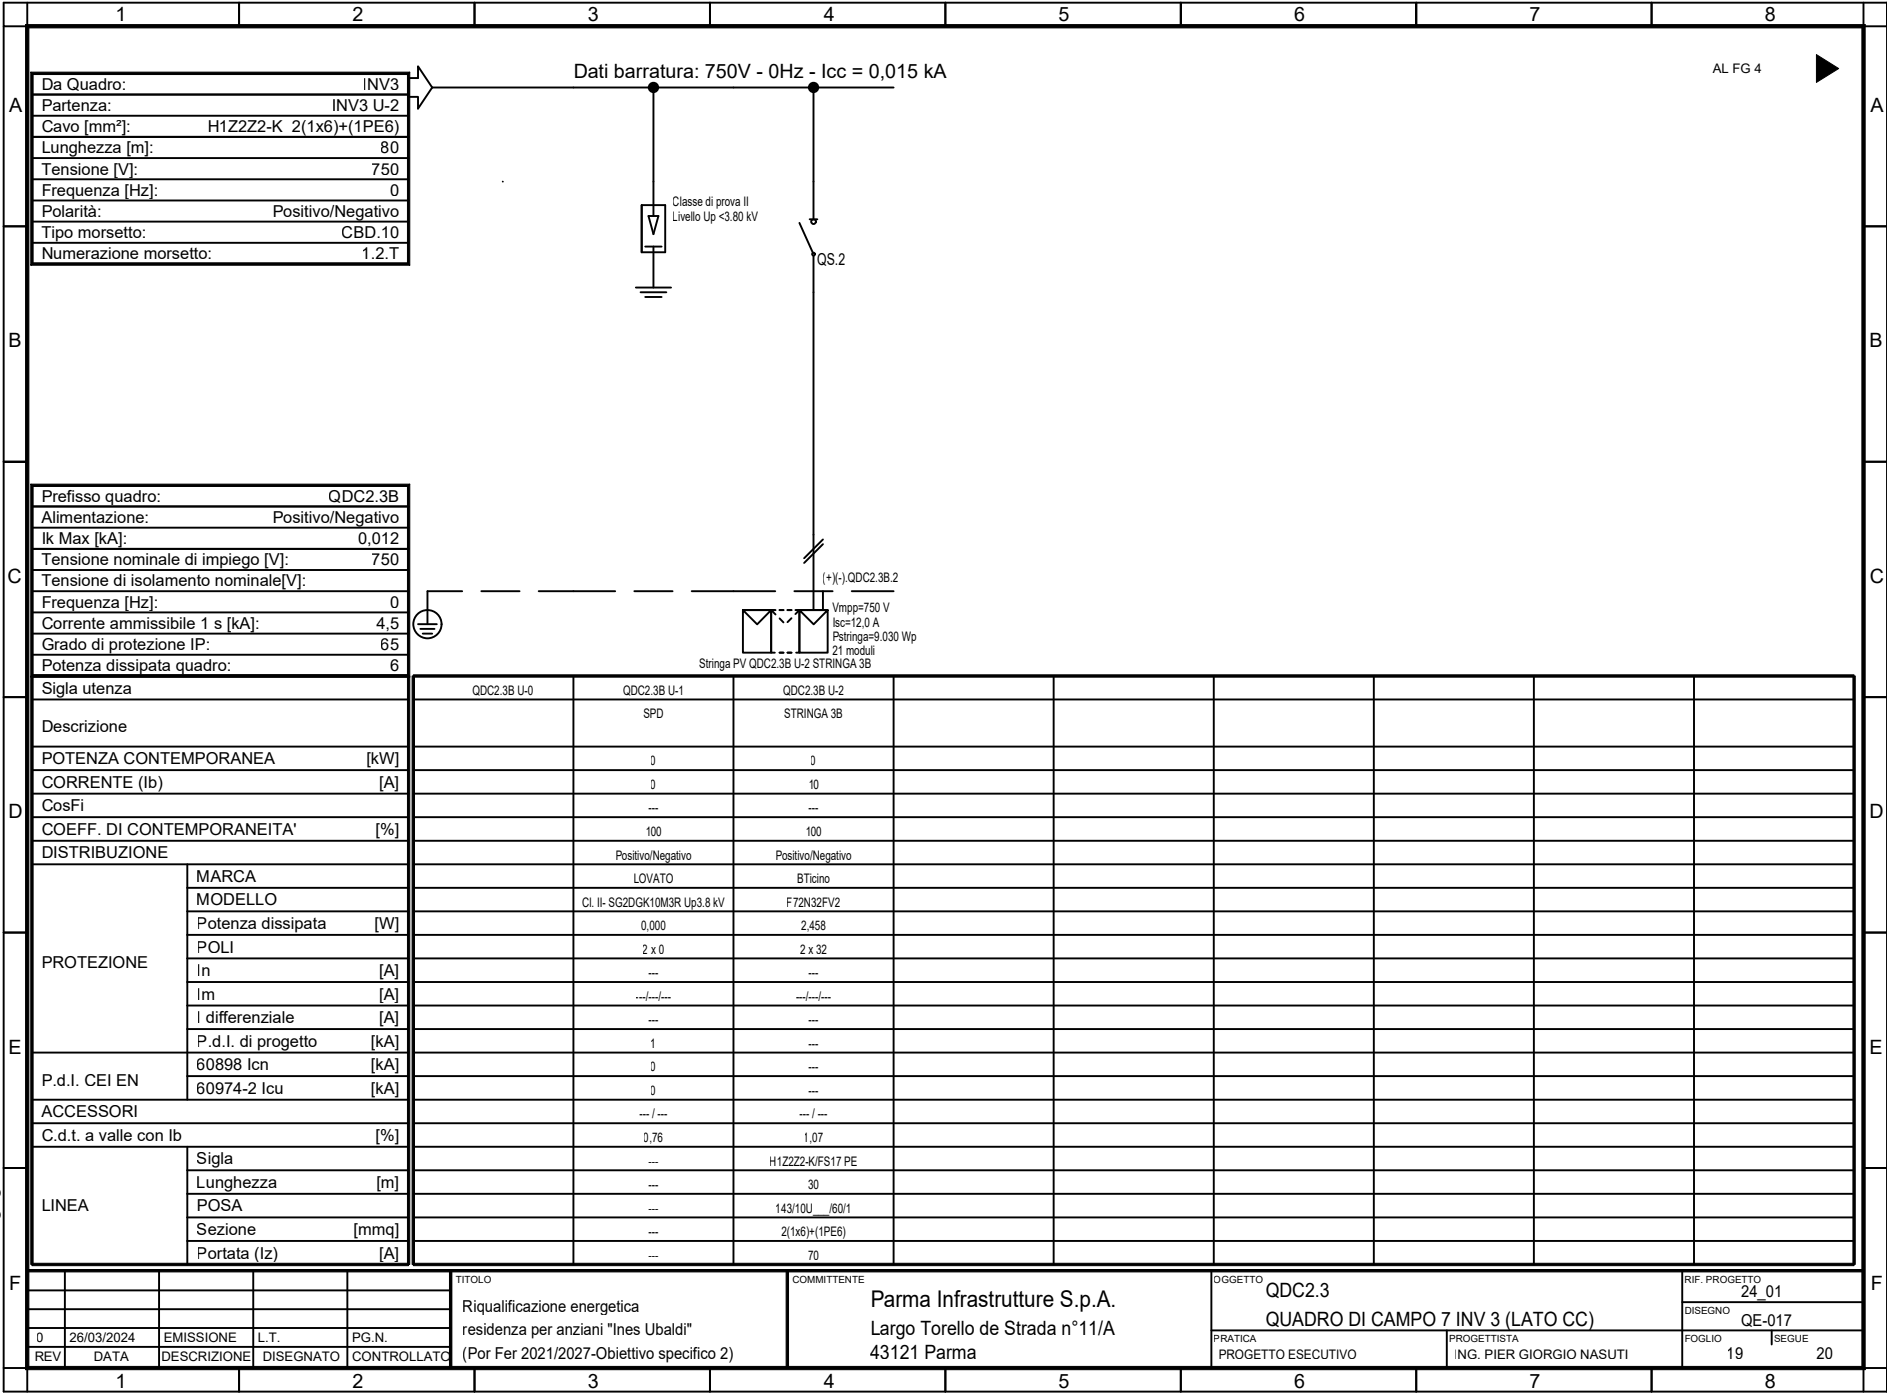 1 2 3 4 5 6 7 8
Dati barratura: 750V - 0Hz - Icc = 0,015 kA
AL FG 4
A A
Da Quadro: INV3
Partenza: INV3 U-2
Cavo [mm²]: H1Z2Z2-K 2(1x6)+(1PE6)
Lunghezza [m]: 80
Tensione [V]: 750
Frequenza [Hz]: 0
Polarità: Positivo/Negativo
Tipo morsetto: CBD.10
Numerazione morsetto: 1.2.T
Classe di prova II
Livello Up <3.80 kV
QS.2
B B
Prefisso quadro: QDC2.3B
Alimentazione: Positivo/Negativo
Ik Max [kA]: 0,012
Tensione nominale di impiego [V]: 750
Tensione di isolamento nominale[V]:
Frequenza [Hz]: 0
Corrente ammissibile 1 s [kA]: 4,5
Grado di protezione IP: 65
Potenza dissipata quadro: 6
C C
(+)(-).QDC2.3B.2
Vmpp=750 V
Isc=12,0 A
Pstringa=9.030 Wp
21 moduli
Stringa PV QDC2.3B U-2 STRINGA 3B
Sigla utenza QDC2.3B U-0 QDC2.3B U-1 QDC2.3B U-2
Descrizione SPD STRINGA 3B
POTENZA CONTEMPORANEA [kW] 0 0
CORRENTE (Ib) [A] 0 10
D D
CosFi --- ---
COEFF. DI CONTEMPORANEITA' [%] 100 100
DISTRIBUZIONE Positivo/Negativo Positivo/Negativo
PROTEZIONE
MARCA LOVATO BTicino
MODELLO Cl. II- SG2DGK10M3R Up3.8 kV F72N32FV2
Potenza dissipata [W] 0,000 2,458
POLI 2 x 0 2 x 32
In [A] --- ---
Im [A] ---/---/--- ---/---/---
I differenziale [A] --- ---
P.d.I. di progetto [kA] 1 ---
E E
P.d.I. CEI EN
60898 Icn [kA] 0 ---
60974-2 Icu [kA] 0 ---
ACCESSORI --- / --- --- / ---
C.d.t. a valle con Ib [%] 0,76 1,07
LINEA
Sigla --- H1Z2Z2-K/FS17 PE
Lunghezza [m] --- 30
POSA --- 143/10U___/60/1
Sezione [mmq] --- 2(1x6)+(1PE6)
Portata (Iz) [A] --- 70
F F
0 26/03/2024 EMISSIONE L.T. PG.N.
REV DATA DESCRIZIONE DISEGNATO CONTROLLATO
TITOLO
Riqualificazione energetica
residenza per anziani "Ines Ubaldi"
(Por Fer 2021/2027-Obiettivo specifico 2)
COMMITTENTE
Parma Infrastrutture S.p.A.
Largo Torello de Strada n°11/A
43121 Parma
OGGETTO
QDC2.3
QUADRO DI CAMPO 7 INV 3 (LATO CC)
PRATICA
PROGETTO ESECUTIVO
PROGETTISTA
ING. PIER GIORGIO NASUTI
RIF. PROGETTO
24_01
DISEGNO
QE-017
FOGLIO SEGUE
19 20
1 2 3 4 5 6 7 8